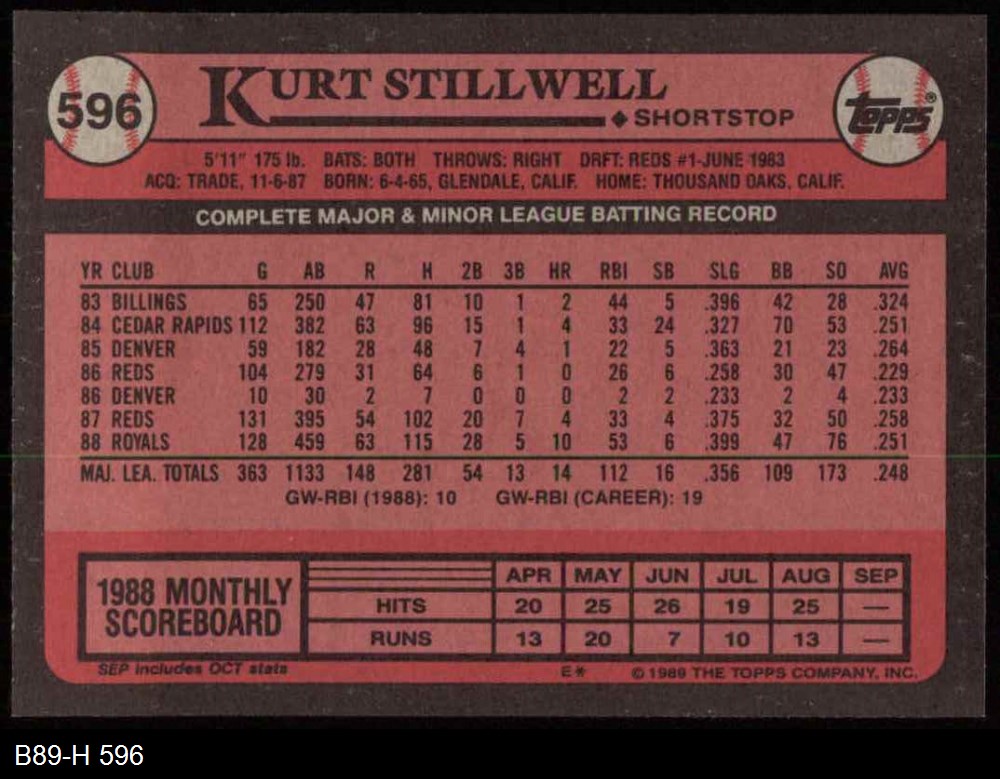 596
KURT STILLWELL
◆SHORTSTOP
TOPPS®
5'11" 175 lb. BATS: BOTH THROWS: RIGHT DRFT: REDS #1-JUNE 1983
ACQ: TRADE, 11-6-87 BORN: 6-4-65, GLENDALE, CALIF. HOME: THOUSAND OAKS, CALIF.
COMPLETE MAJOR & MINOR LEAGUE BATTING RECORD
YR CLUB G AB R H 2B 3B HR RBI SB SLG BB SO AVG
83 BILLINGS 65 250 47 81 10 1 2 44 5 .396 42 28 .324
84 CEDAR RAPIDS 112 382 63 96 15 1 4 33 24 .327 70 53 .251
85 DENVER 59 182 28 48 7 4 1 22 5 .363 21 23 .264
86 REDS 104 279 31 64 6 1 0 26 6 .258 30 47 .229
86 DENVER 10 30 2 7 0 0 0 2 2 .233 2 4 .233
87 REDS 131 395 54 102 20 7 4 33 4 .375 32 50 .258
88 ROYALS 128 459 63 115 28 5 10 53 6 .399 47 76 .251
MAJ. LEA. TOTALS 363 1133 148 281 54 13 14 112 16 .356 109 173 .248
GW-RBI (1988): 10 GW-RBI (CAREER): 19
1988 MONTHLY SCOREBOARD
APR MAY JUN JUL AUG SEP
HITS 20 25 26 19 25 —
RUNS 13 20 7 10 13 —
SEP includes OCT stats E* © 1989 THE TOPPS COMPANY, INC.
B89-H 596